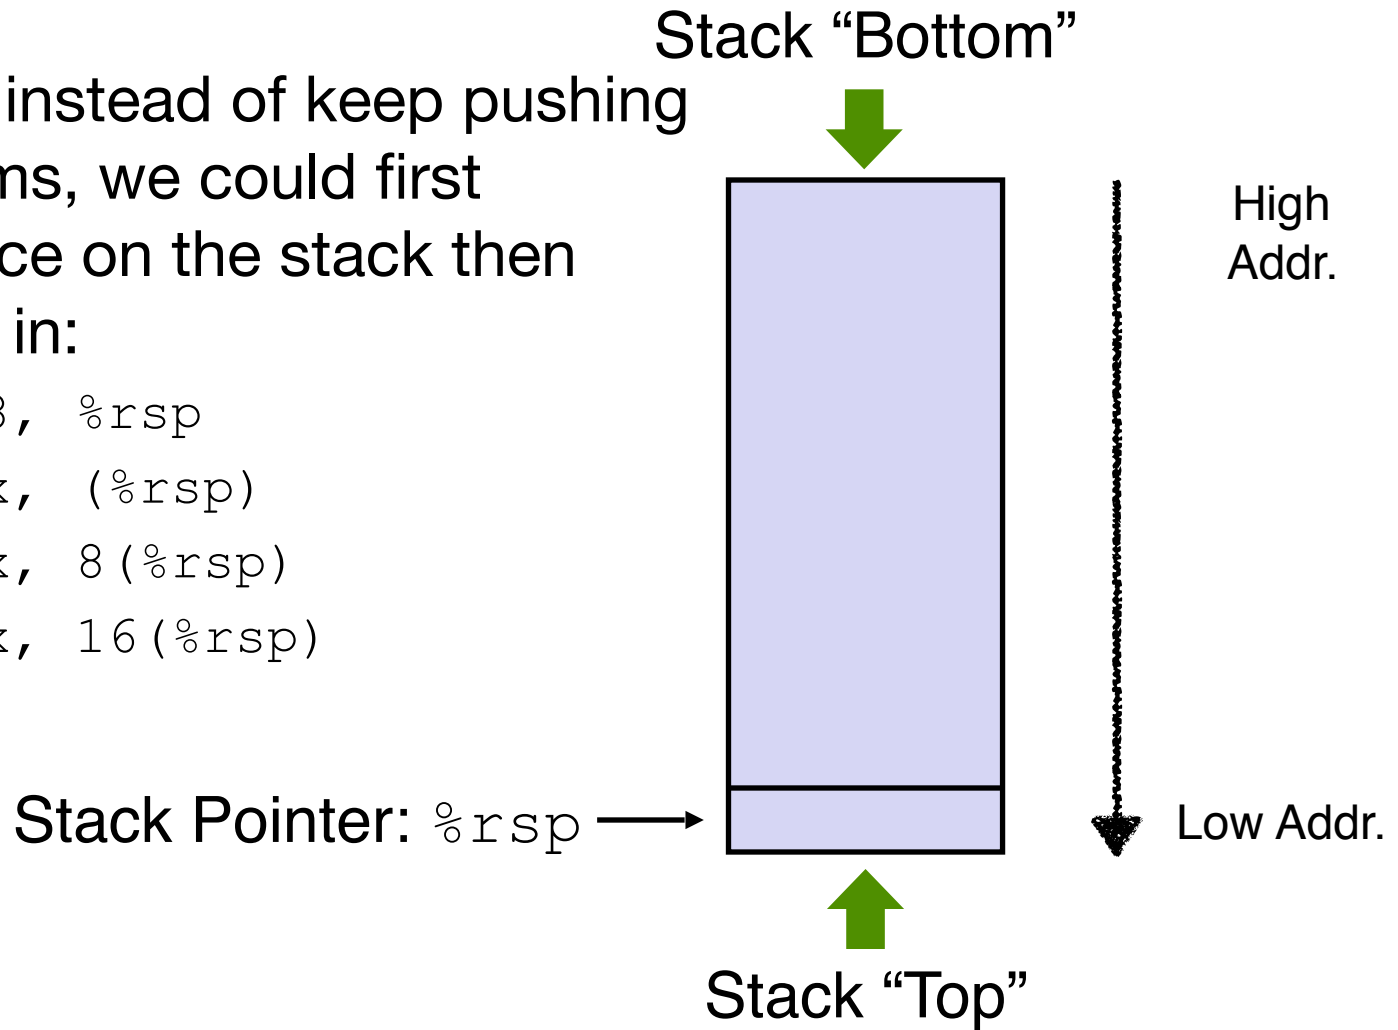 Stack “Bottom”
instead of keep pushing
ms, we could first
ce on the stack then
in:
, %rsp
, (%rsp)
, 8(%rsp)
, 16(%rsp)
High
Addr.
Stack Pointer: %rsp
Low Addr.
Stack “Top”